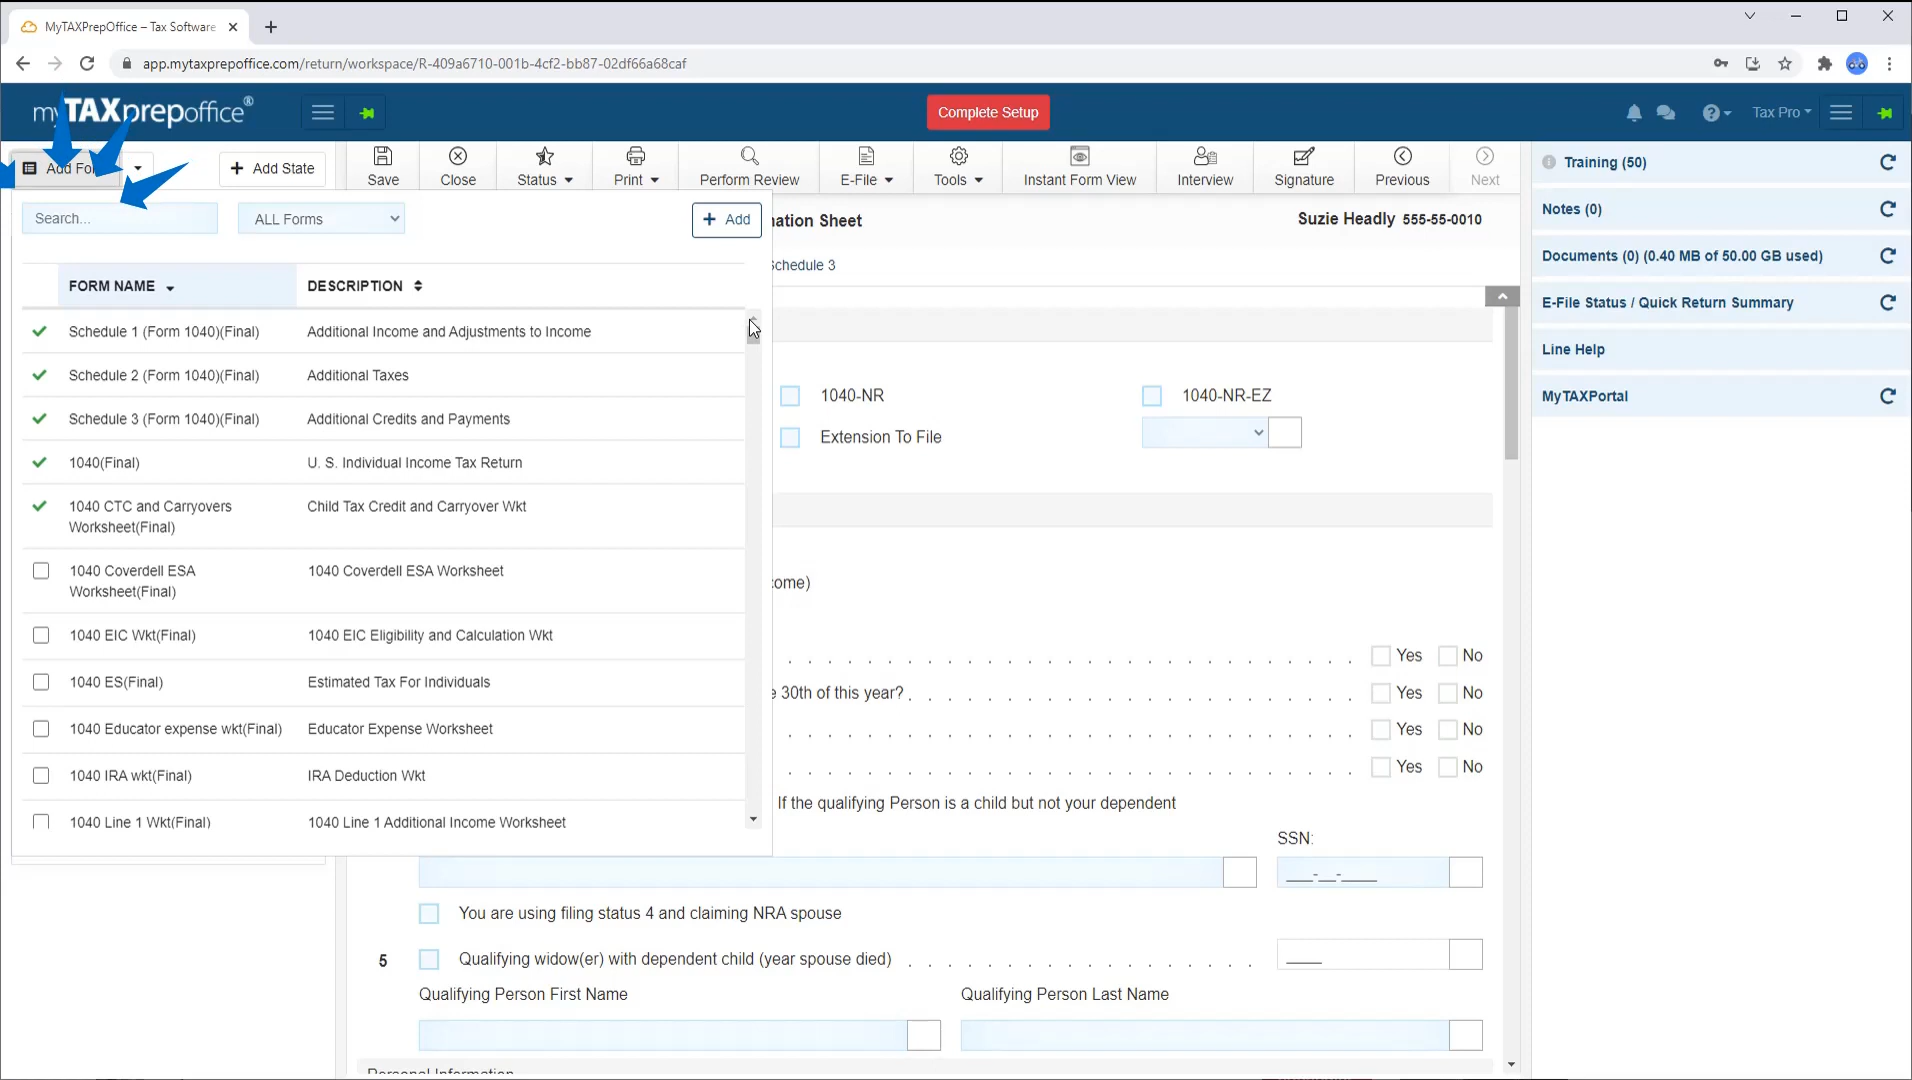 MyTAXPrepOffice – Tax Software
app.mytaxprepoffice.com/return/workspace/R-409a6710-001b-4cf2-bb87-02df66a68caf
myTAXprepoffice®
Complete Setup
Tax Pro
Add For
Add State
Save
Close
Status
Print
Perform Review
E-File
Tools
Instant Form View
Interview
Signature
Previous
Next
Search...
ALL Forms
Add
mation Sheet
Suzie Headly 555-55-0010
Schedule 3
FORM NAME
DESCRIPTION
Schedule 1 (Form 1040)(Final)
Additional Income and Adjustments to Income
Schedule 2 (Form 1040)(Final)
Additional Taxes
Schedule 3 (Form 1040)(Final)
Additional Credits and Payments
1040(Final)
U. S. Individual Income Tax Return
1040 CTC and Carryovers
Worksheet(Final)
Child Tax Credit and Carryover Wkt
1040 Coverdell ESA
Worksheet(Final)
1040 Coverdell ESA Worksheet
1040 EIC Wkt(Final)
1040 EIC Eligibility and Calculation Wkt
1040 ES(Final)
Estimated Tax For Individuals
1040 Educator expense wkt(Final)
Educator Expense Worksheet
1040 IRA wkt(Final)
IRA Deduction Wkt
1040 Line 1 Wkt(Final)
1040 Line 1 Additional Income Worksheet
1040-NR
1040-NR-EZ
Extension To File
come)
Yes No
e 30th of this year? Yes No
Yes No
Yes No
If the qualifying Person is a child but not your dependent
SSN:
___-__-____
You are using filing status 4 and claiming NRA spouse
5 Qualifying widow(er) with dependent child (year spouse died) ____
Qualifying Person First Name
Qualifying Person Last Name
Personal Information
Training (50)
Notes (0)
Documents (0) (0.40 MB of 50.00 GB used)
E-File Status / Quick Return Summary
Line Help
MyTAXPortal